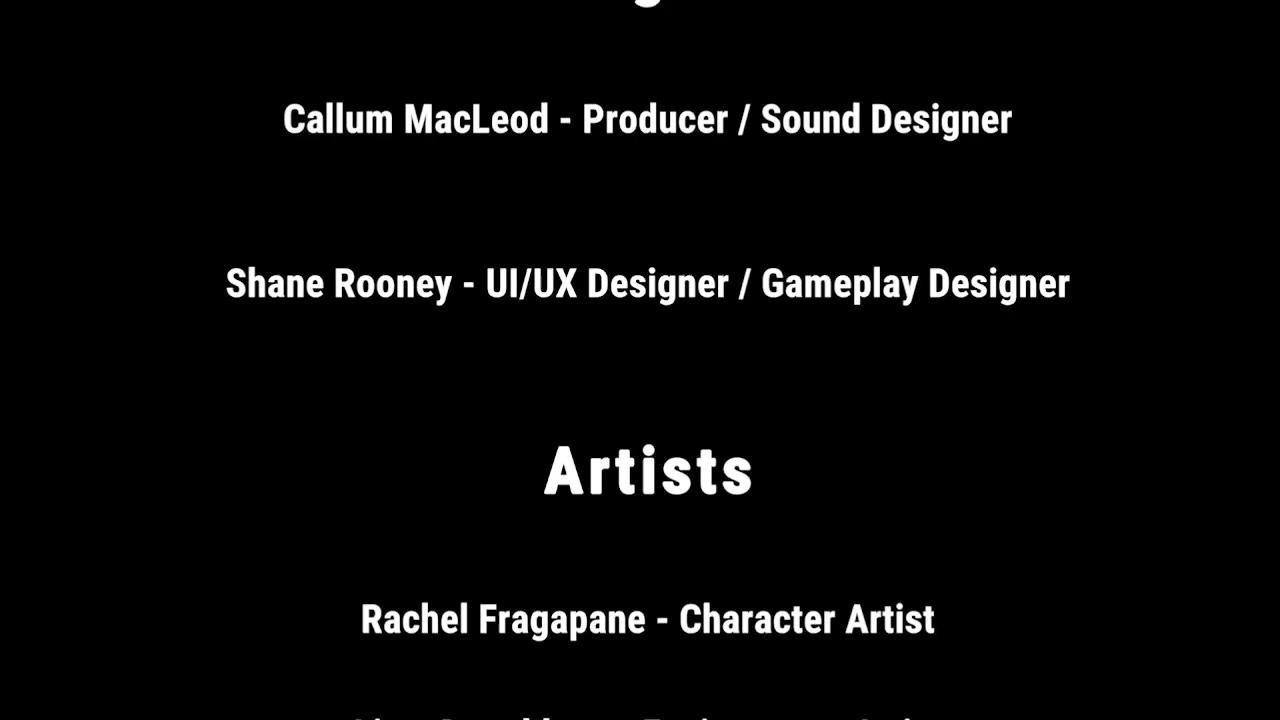 Callum MacLeod - Producer / Sound Designer
Shane Rooney - UI/UX Designer / Gameplay Designer
Artists
Rachel Fragapane - Character Artist